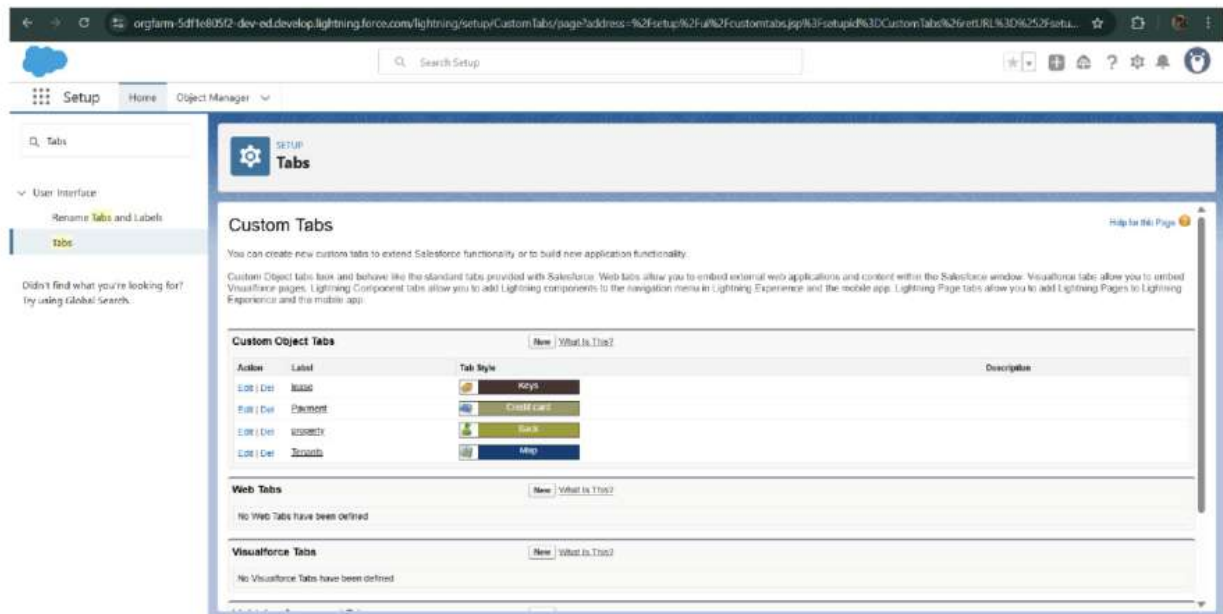 orgfarm-5df1e805f2-dev-ed.develop.lightning.force.com/lightning/setup/CustomTabs/page?address=%2Fsetup%2Fui%2Fcustomtabs.jsp%3Fsetupid%3DCustomTabs%26retURL%3D%252Fsetu...
Search Setup
Setup Home Object Manager
Tabs
User Interface
Rename Tabs and Labels
Tabs
Didn't find what you're looking for?
Try using Global Search.
SETUP
Tabs
Custom Tabs
Help for this Page
You can create new custom tabs to extend Salesforce functionality or to build new application functionality.
Custom Object tabs look and behave like the standard tabs provided with Salesforce. Web tabs allow you to embed external web applications and content within the Salesforce window. Visualforce tabs allow you to embed
Visualforce pages. Lightning Component tabs allow you to add Lightning components to the navigation menu in Lightning Experience and the mobile app. Lightning Page tabs allow you to add Lightning Pages to Lightning
Experience and the mobile app.
Custom Object Tabs New What Is This?
Action Label Tab Style Description
Edit | Del lease Keys
Edit | Del Payment Credit card
Edit | Del property
Edit | Del Tenants Map
Web Tabs New What Is This?
No Web Tabs have been defined
Visualforce Tabs New What Is This?
No Visualforce Tabs have been defined